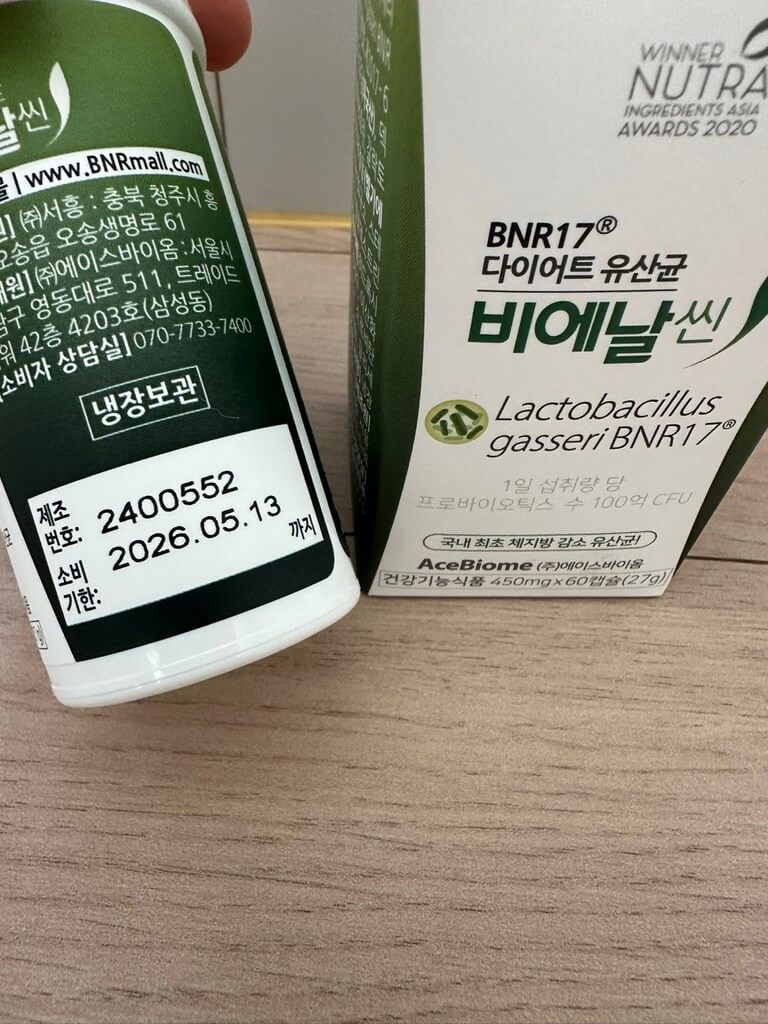 날씬
몰 | www.BNRmall.com
(주)서흥 : 충북 청주시 흥
오송읍 오송생명로 61
(주)에이스바이옴 : 서울시
영동대로 511, 트레이드
42층 4203호(삼성동)
소비자 상담실] 070-7733-7400
냉장보관
제조
번호: 2400552
소비
기한: 2026.05.13 까지
WINNER
NUTRA
INGREDIENTS ASIA
AWARDS 2020
BNR17®
다이어트 유산균
비에날씬
Lactobacillus
gasseri BNR17®
1일 섭취량 당
프로바이오틱스 수 100억 CFU
국내 최초 체지방 감소 유산균!
AceBiome (주)에이스바이옴
건강기능식품 450mg×60캡슐(27g)